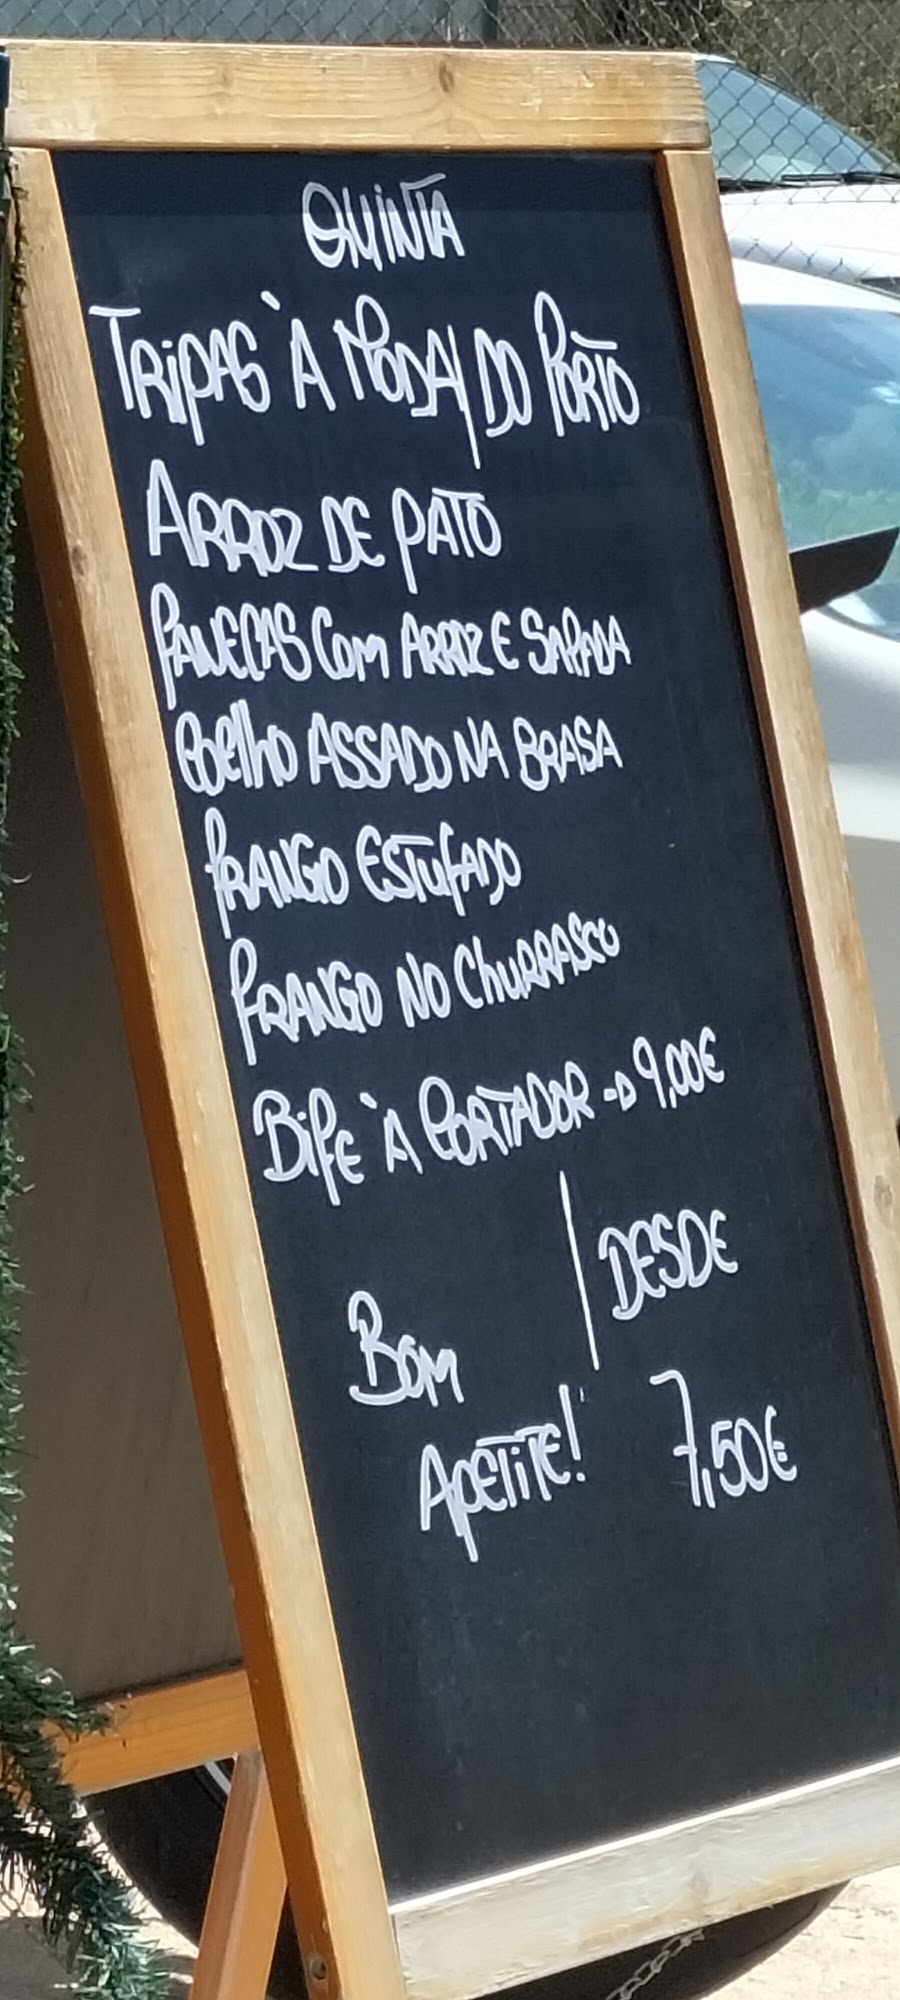 QUINTA
TRIPAS À MODA DO PORTO
ARROZ DE PATO
PANECAS COM ARROZ E SAPADA
COELHO ASSADO NA BRASA
FRANGO ESTUFADO
FRANGO NO CHURRASCO
BIFE À CORTADOR → 9,00€
DESDE
BOM
APETITE! 7,50€